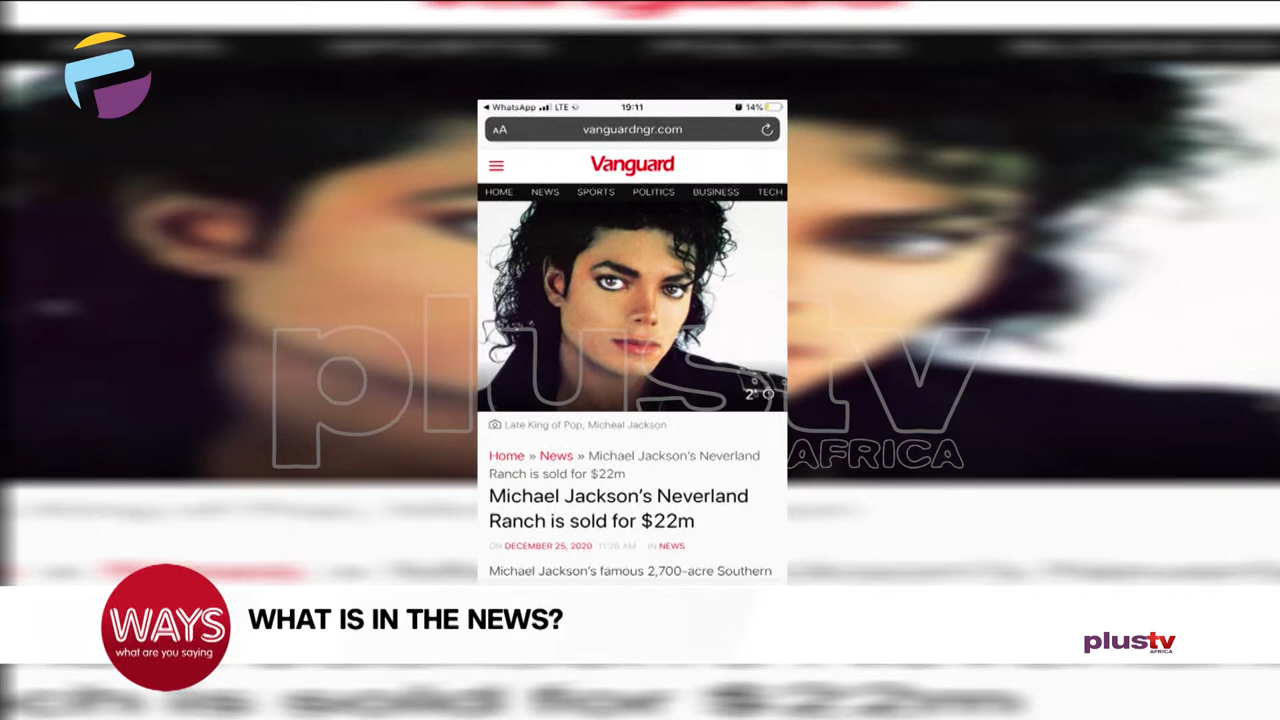 WhatsApp LTE 19:11 14%
AA vanguardngr.com
Vanguard
HOME NEWS SPORTS POLITICS BUSINESS TECH
2'
Late King of Pop, Micheal Jackson
Home » News » Michael Jackson's Neverland
Ranch is sold for $22m
Michael Jackson's Neverland
Ranch is sold for $22m
ON DECEMBER 25, 2020 11:26 AM IN NEWS
Michael Jackson's famous 2,700-acre Southern
plustv
AFRICA
WAYS
what are you saying
WHAT IS IN THE NEWS?
plustv
AFRICA